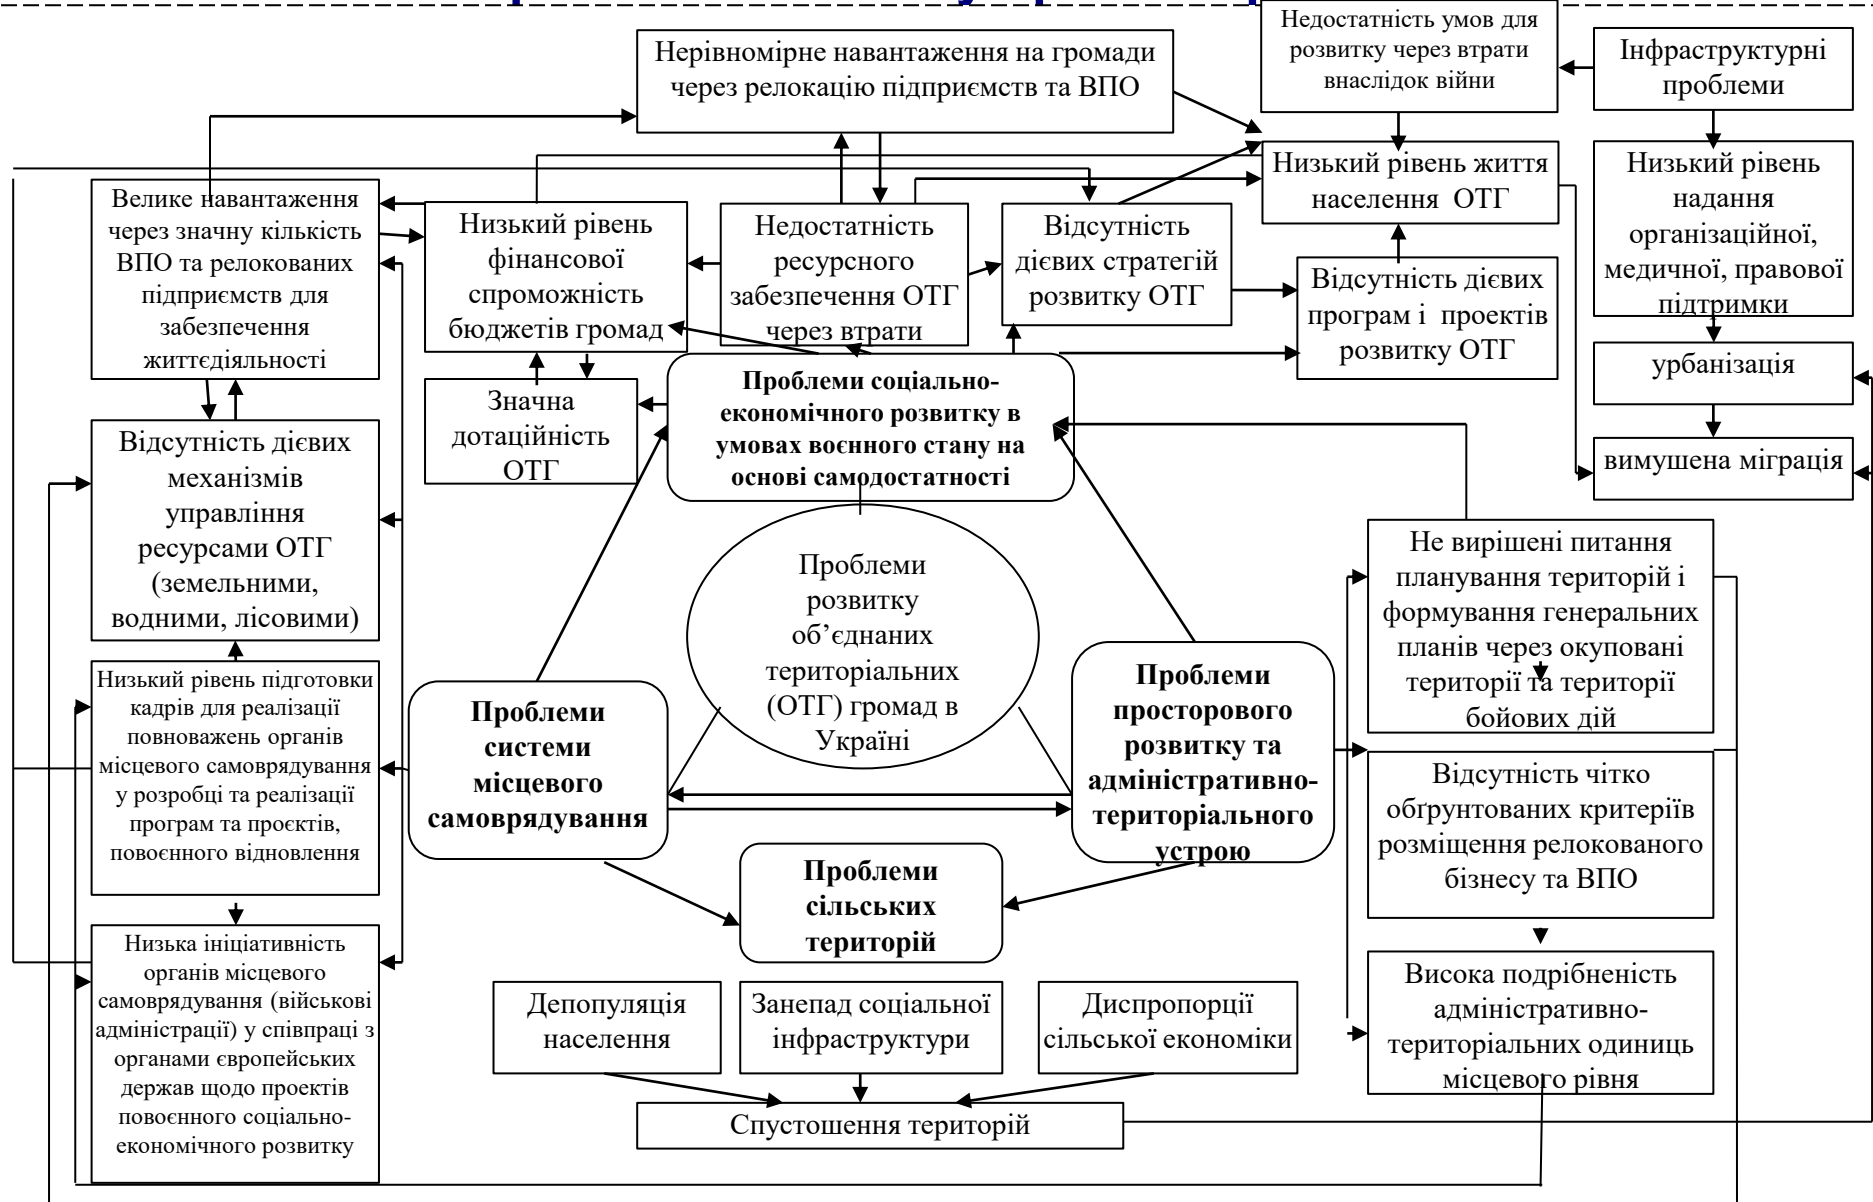 Нерівномірне навантаження на громади
через релокацію підприємств та ВПО
Недостатність умов для
розвитку через втрати
внаслідок війни
Інфраструктурні
проблеми
Велике навантаження
через значну кількість
ВПО та релокованих
підприємств для
забезпечення
життєдіяльності
Низький рівень
фінансової
спроможність
бюджетів громад
Недостатність
ресурсного
забезпечення ОТГ
через втрати
Відсутність
дієвих стратегій
розвитку ОТГ
Низький рівень життя
населення ОТГ
Відсутність дієвих
програм і проектів
розвитку ОТГ
Низький рівень
надання
організаційної,
медичної, правової
підтримки
урбанізація
вимушена міграція
Значна
дотаційність
ОТГ
Проблеми соціально-
економічного розвитку в
умовах воєнного стану на
основі самодостатності
Відсутність дієвих
механізмів
управління
ресурсами ОТГ
(земельними,
водними, лісовими)
Проблеми
розвитку
об’єднаних
територіальних
(ОТГ) громад в
Україні
Не вирішені питання
планування територій і
формування генеральних
планів через окуповані
території та території
бойових дій
Низький рівень підготовки
кадрів для реалізації
повноважень органів
місцевого самоврядування
у розробці та реалізації
програм та проєктів,
повоєнного відновлення
Проблеми
системи
місцевого
самоврядування
Проблеми
просторового
розвитку та
адміністративно-
територіального
устрою
Відсутність чітко
обґрунтованих критеріїв
розміщення релокованого
бізнесу та ВПО
Проблеми
сільських
територій
Низька ініціативність
органів місцевого
самоврядування (військові
адміністрації) у співпраці з
органами європейських
держав щодо проектів
повоєнного соціально-
економічного розвитку
Депопуляція
населення
Занепад соціальної
інфраструктури
Диспропорції
сільської економіки
Висока подрібненість
адміністративно-
територіальних одиниць
місцевого рівня
Спустошення територій